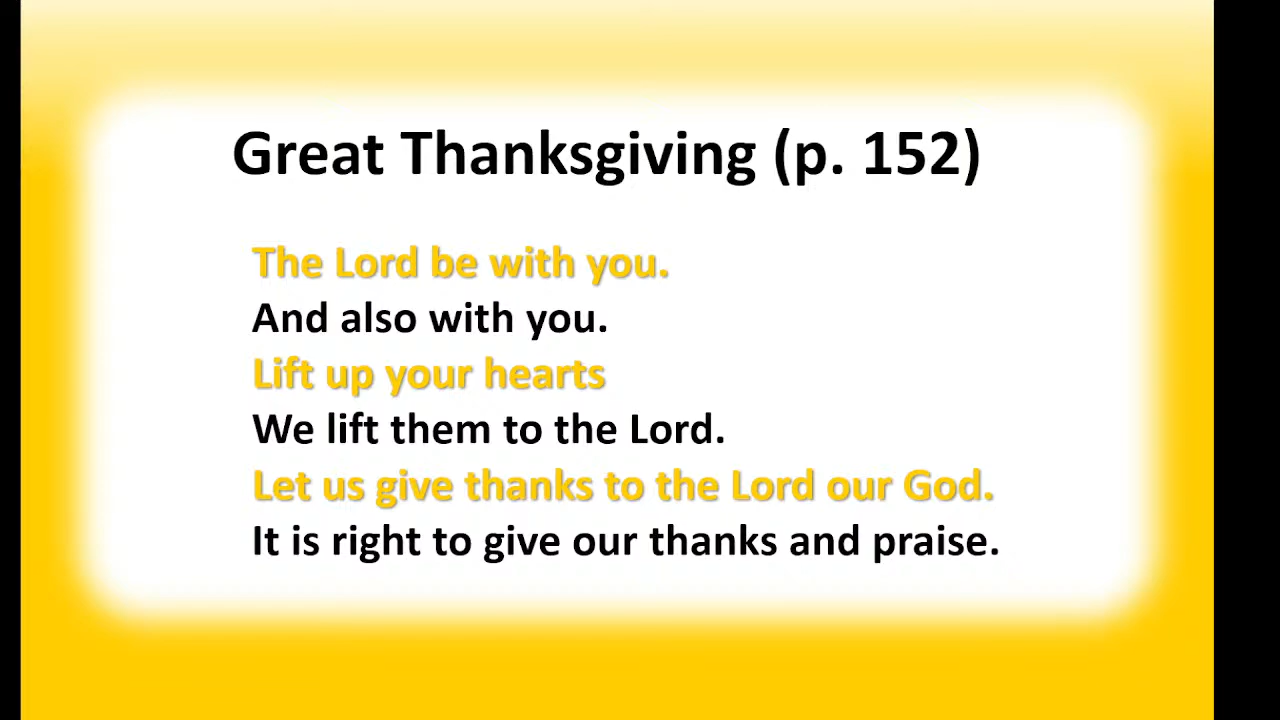 Great Thanksgiving (p. 152)
The Lord be with you.
And also with you.
Lift up your hearts
We lift them to the Lord.
Let us give thanks to the Lord our God.
It is right to give our thanks and praise.